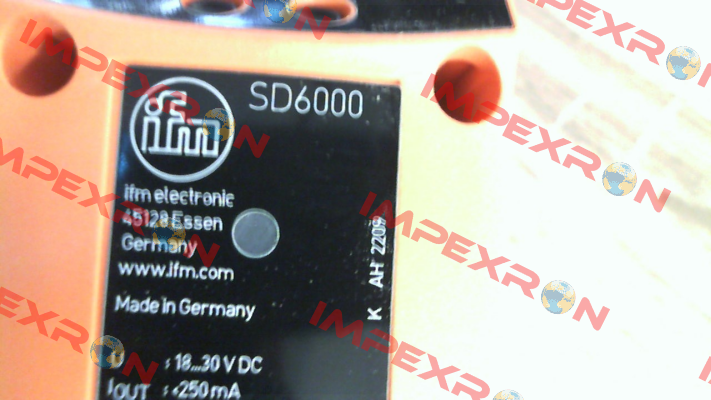 SD6000
ifm
ifm electronic
45128 Essen
Germany
www.ifm.com
Made in Germany
U : 18...30 V DC
IOUT : <250 mA
K AH 2209
IMPEXRON
IMPEXRON
IMPEXRON
IMPEXRON
IMPEXRON
IMPEXRON
IMPEXRON